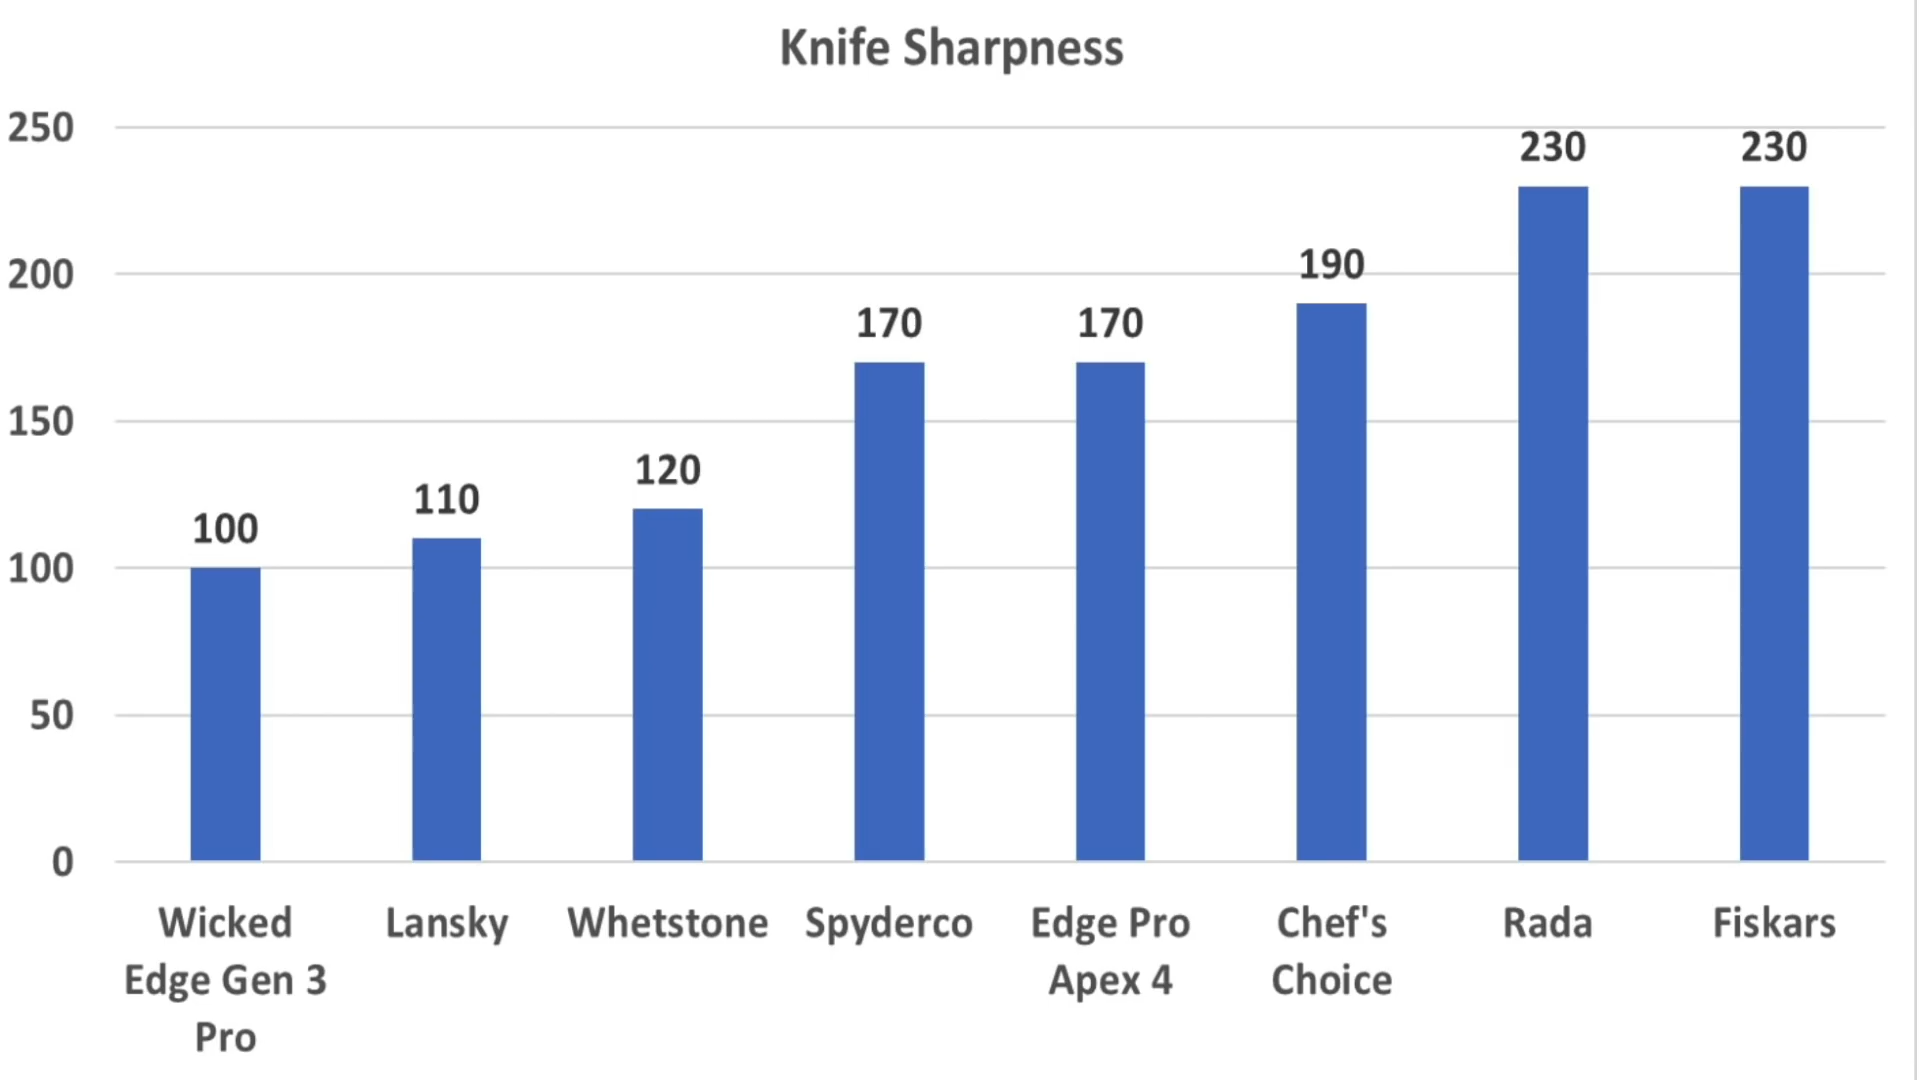 Knife Sharpness
250
200
150
100
50
0
100
110
120
170
170
190
230
230
Wicked
Edge Gen 3
Pro
Lansky
Whetstone
Spyderco
Edge Pro
Apex 4
Chef's
Choice
Rada
Fiskars